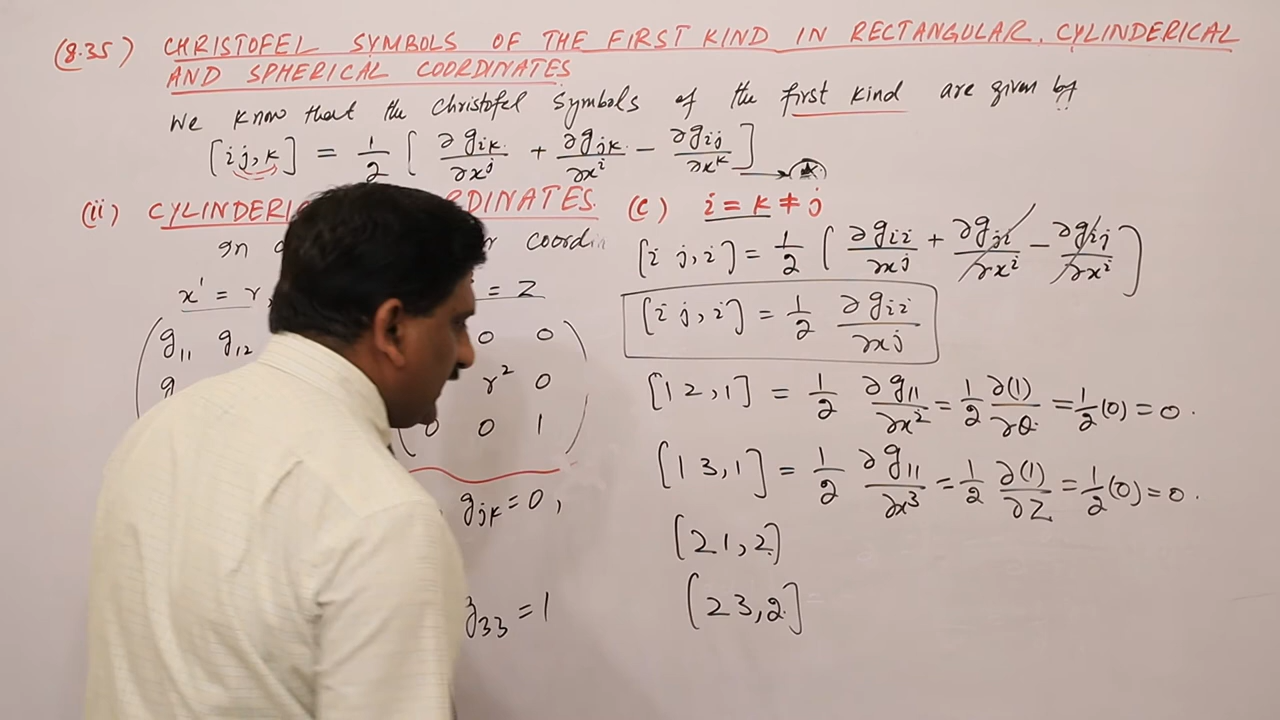 (8.35) CHRISTOFEL SYMBOLS OF THE FIRST KIND IN RECTANGULAR, CYLINDERICAL
AND SPHERICAL COORDINATES
We know that the Christofel Symbols of the first kind are given by
[ij,k] = 1/2 [ ∂g_ik/∂x^j + ∂g_jk/∂x^i − ∂g_ij/∂x^k ]
(ii) CYLINDERI DINATES.
In coordi
x' = r, = Z
g_11 g_12 0 0
g r² 0
0 0 1
g_jk = 0,
g_33 = 1
(c) i = k ≠ j
[i j, i] = 1/2 ( ∂g_ii/∂x^j + ∂g_ji/∂x^i − ∂g_ij/∂x^i )
[i j, i] = 1/2 ∂g_ii/∂x^j
[1 2, 1] = 1/2 ∂g_11/∂x² = 1/2 ∂(1)/∂θ = 1/2 (0) = 0.
[1 3, 1] = 1/2 ∂g_11/∂x³ = 1/2 ∂(1)/∂Z = 1/2 (0) = 0.
[2 1, 2]
[2 3, 2]